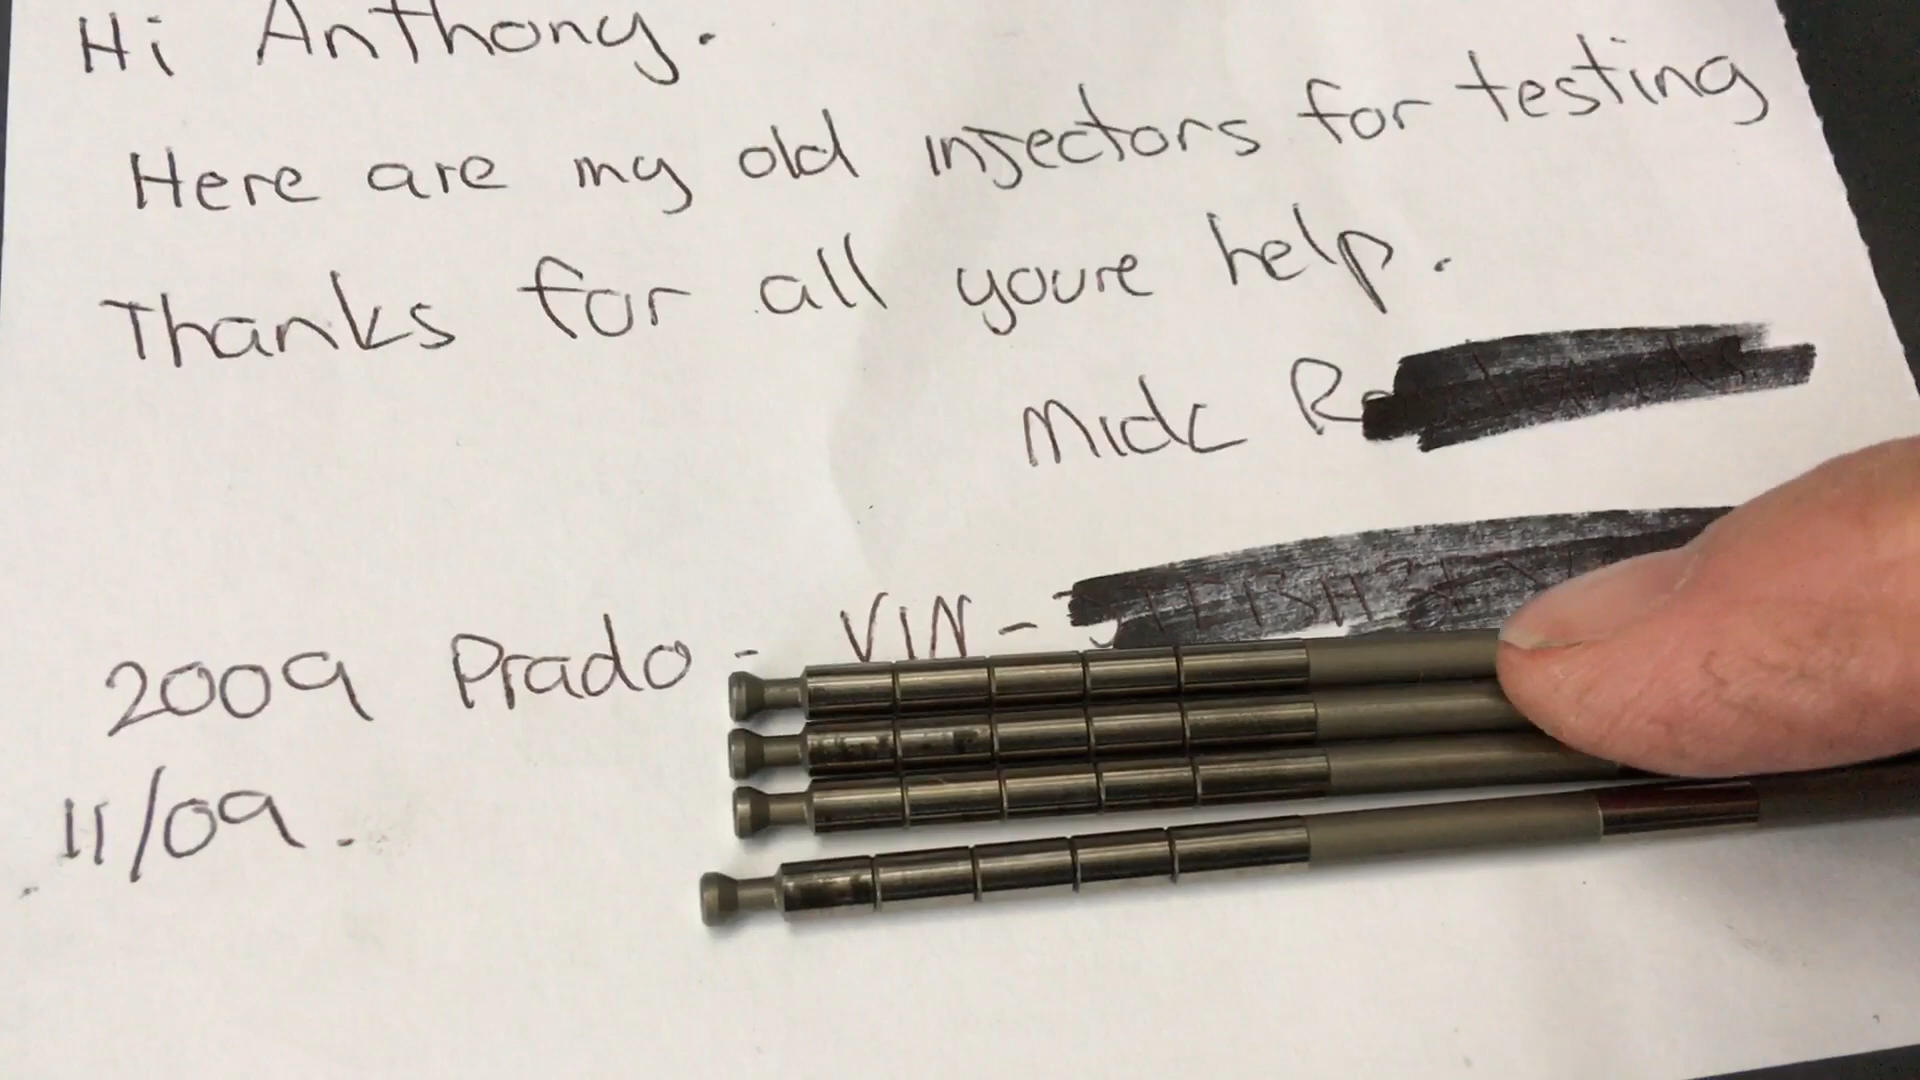 Hi Anthony.
Here are my old injectors for testing
Thanks for all youre help.
Mick R
2009 Prado - VIN -
11/09.